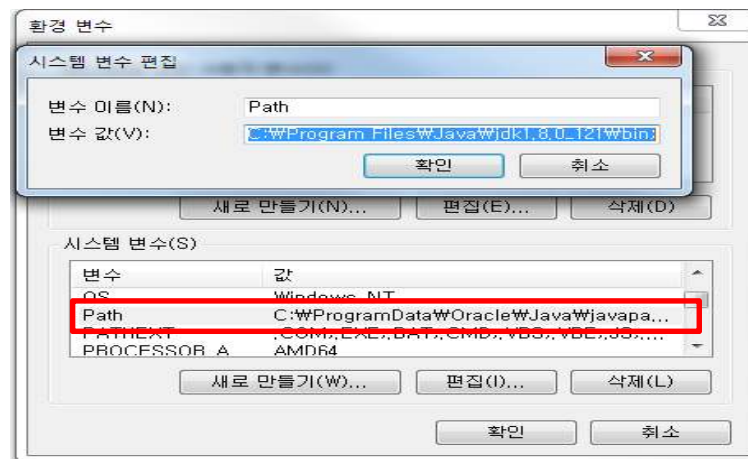 환경 변수
시스템 변수 편집
변수 이름(N): Path
변수 값(V): C:₩Program Files₩Java₩jdk1.8.0_121₩bin;
확인 취소
새로 만들기(N)... 편집(E)... 삭제(D)
시스템 변수(S)
변수 값
OS Windows_NT
Path C:₩ProgramData₩Oracle₩Java₩javapa...
PATHEXT .COM;.EXE;.BAT;.CMD;.VBS;.VBE;.JS;....
PROCESSOR_A... AMD64
새로 만들기(W)... 편집(I)... 삭제(L)
확인 취소